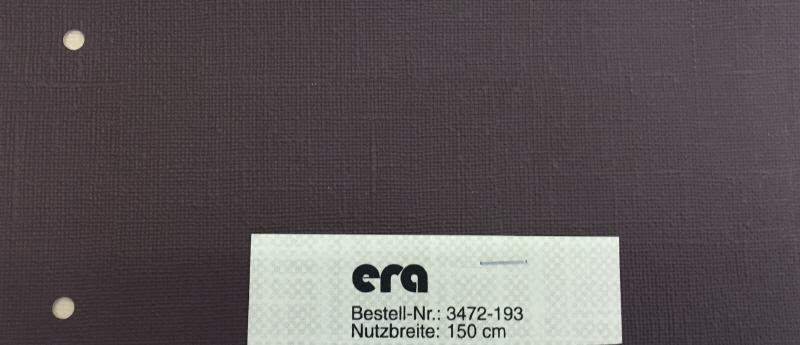 era
Bestell-Nr.: 3472-193
Nutzbreite: 150 cm